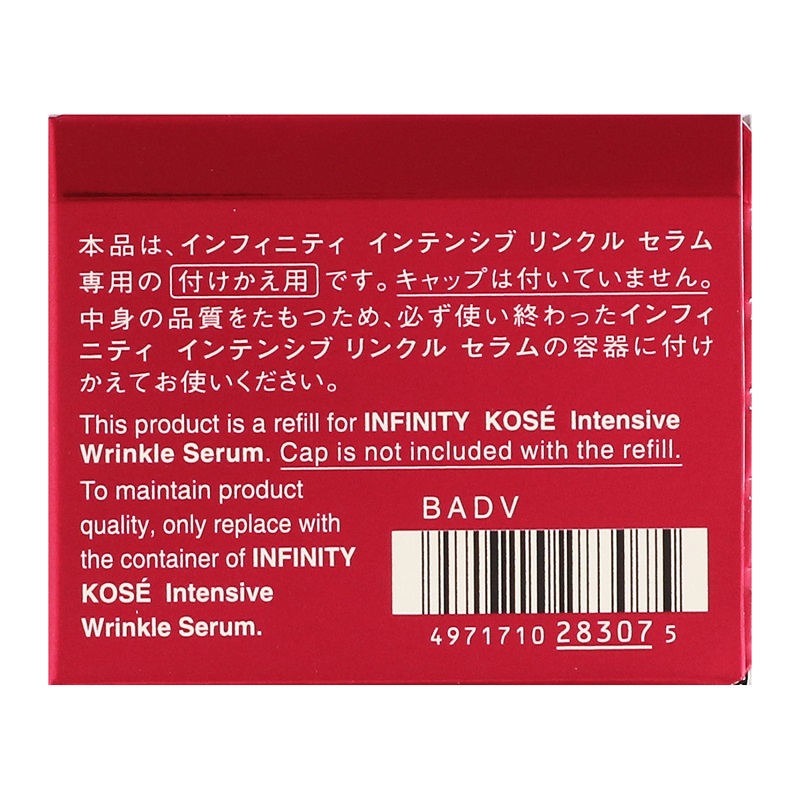 本品は、インフィニティ インテンシブ リンクル セラム
専用の 付けかえ用 です。キャップは付いていません。
中身の品質をたもつため、必ず使い終わったインフィ
ニティ インテンシブ リンクル セラムの容器に付け
かえてお使いください。
This product is a refill for INFINITY KOSÉ Intensive
Wrinkle Serum. Cap is not included with the refill.
To maintain product
quality, only replace with
the container of INFINITY
KOSÉ Intensive
Wrinkle Serum.
BADV
4971710 28307 5